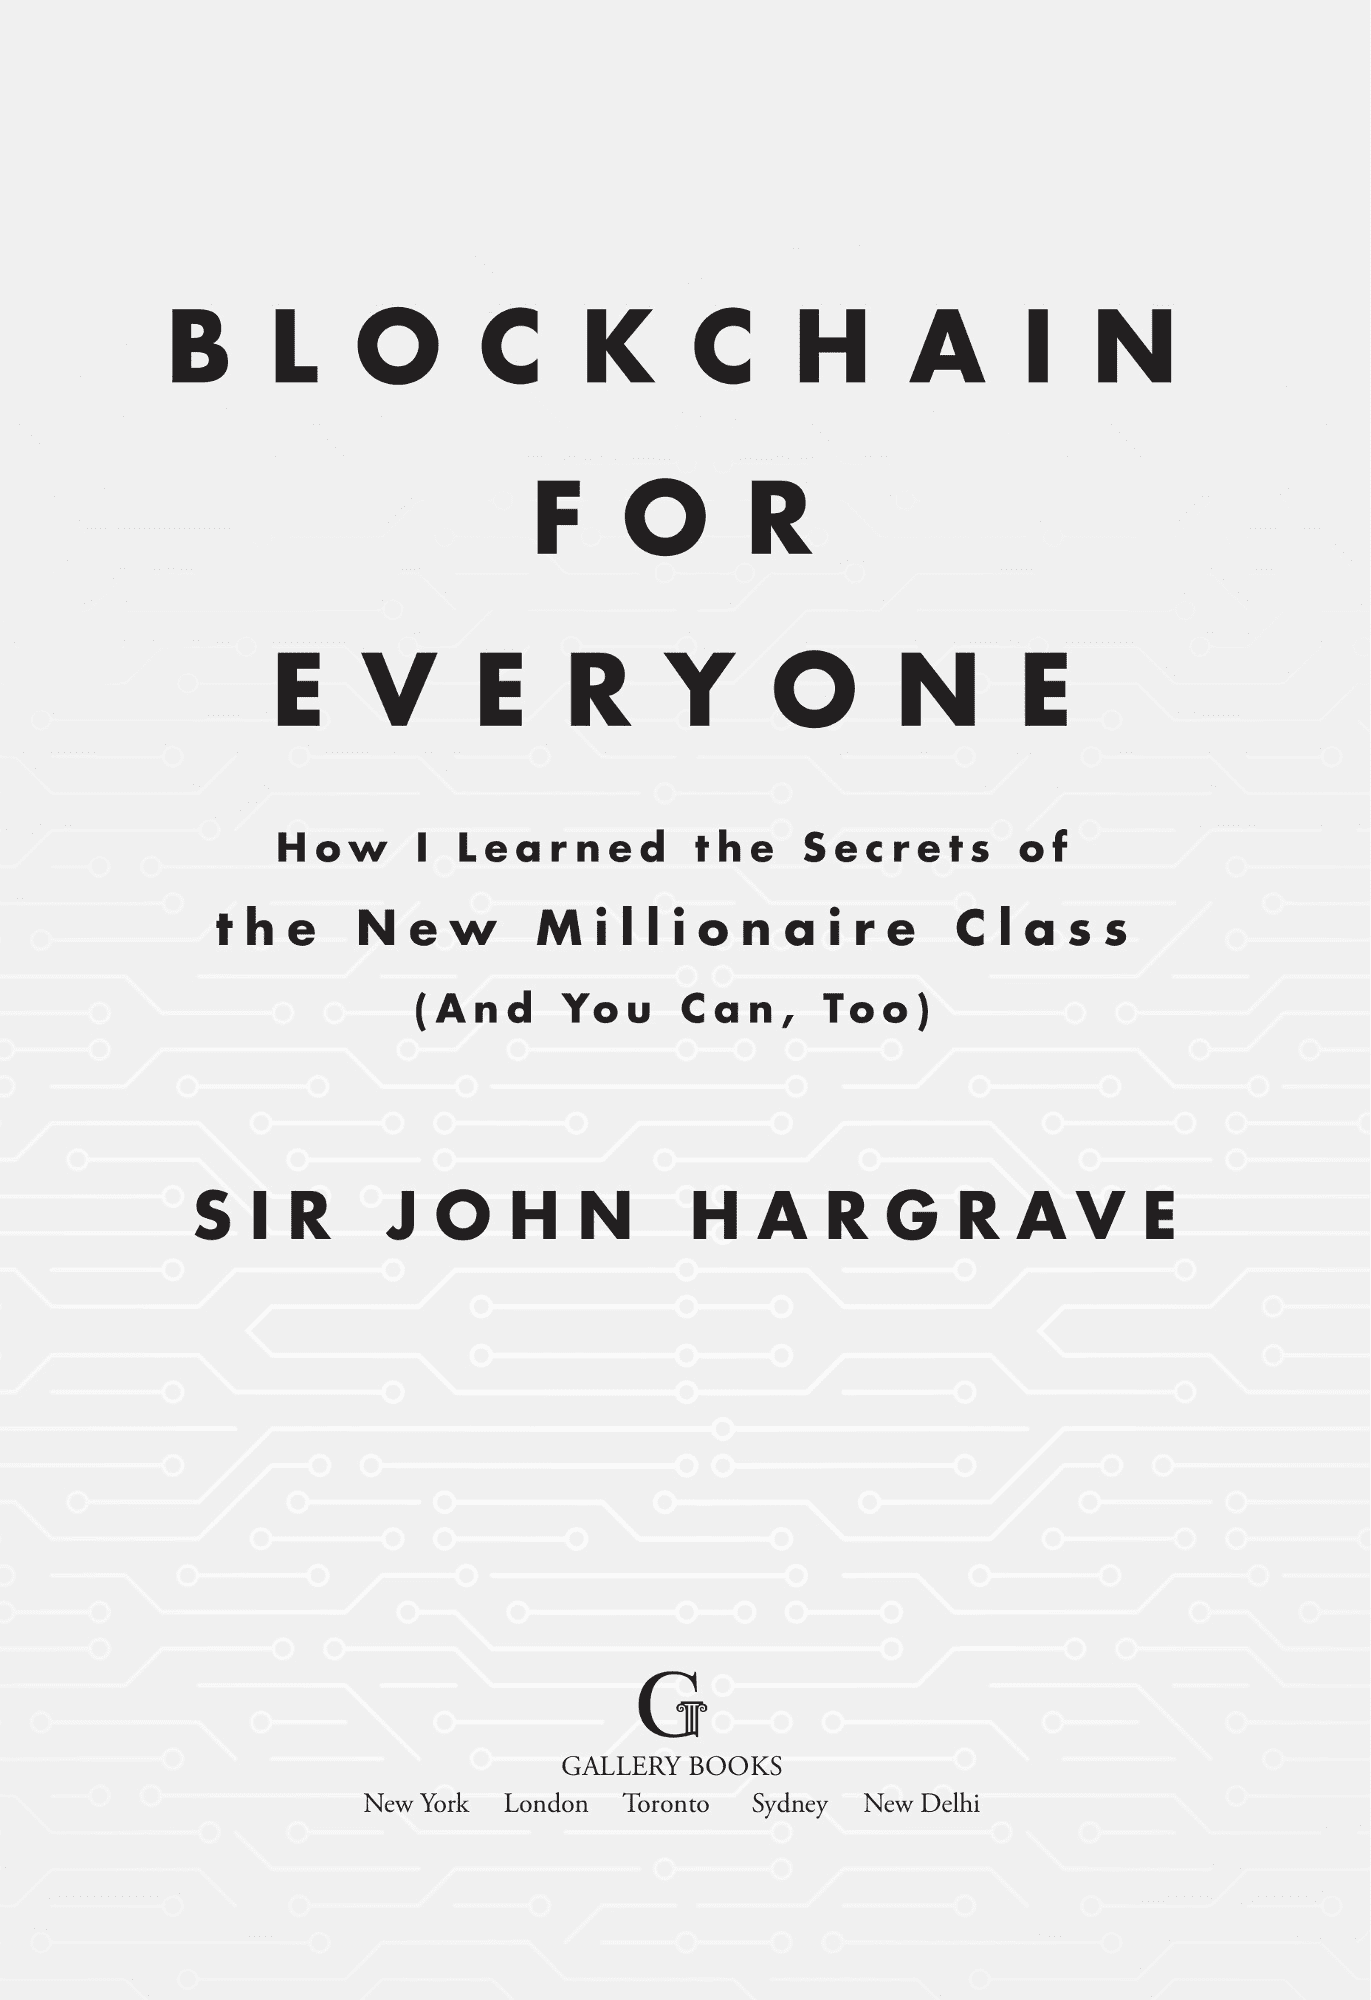 BLOCKCHAIN
FOR
EVERYONE
How I Learned the Secrets of
the New Millionaire Class
(And You Can, Too)
SIR JOHN HARGRAVE
G
GALLERY BOOKS
New York London Toronto Sydney New Delhi